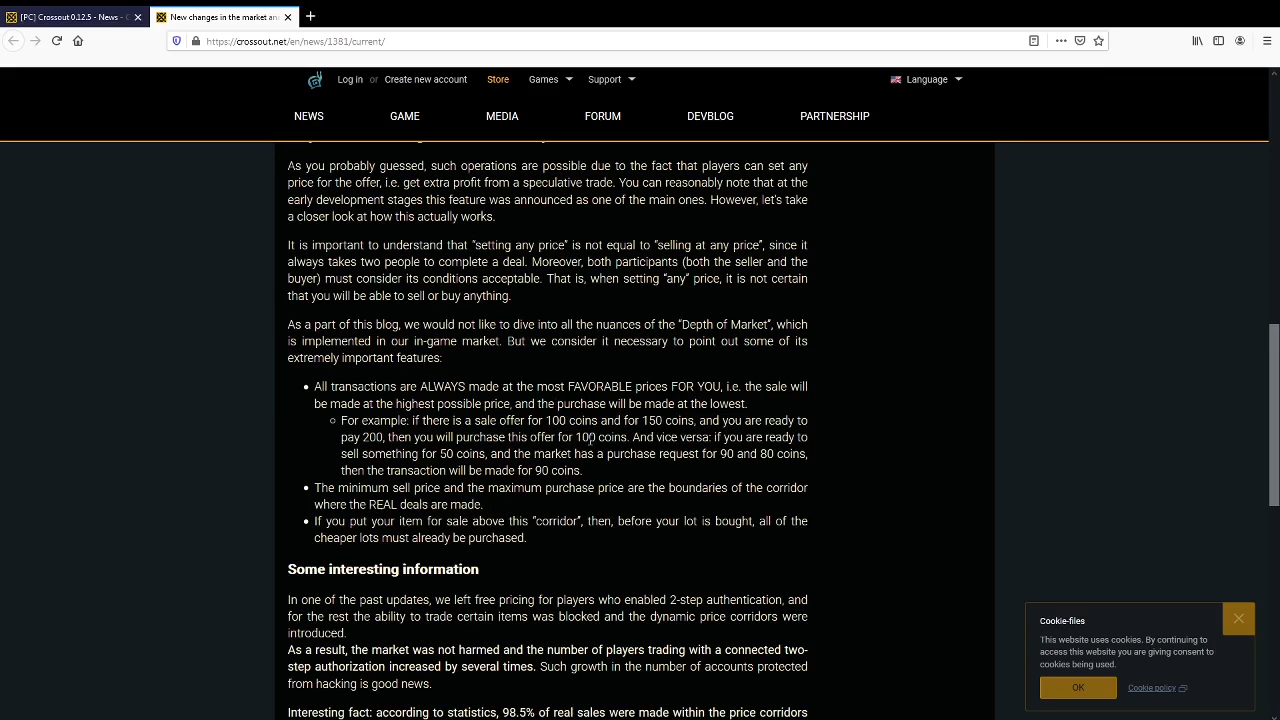 [PC] Crossout 0.12.5 - News -
New changes in the market and
https://crossout.net/en/news/1381/current/
Log in or Create new account Store Games Support Language
NEWS GAME MEDIA FORUM DEVBLOG PARTNERSHIP
As you probably guessed, such operations are possible due to the fact that players can set any
price for the offer, i.e. get extra profit from a speculative trade. You can reasonably note that at the
early development stages this feature was announced as one of the main ones. However, let's take
a closer look at how this actually works.
It is important to understand that “setting any price” is not equal to “selling at any price”, since it
always takes two people to complete a deal. Moreover, both participants (both the seller and the
buyer) must consider its conditions acceptable. That is, when setting “any” price, it is not certain
that you will be able to sell or buy anything.
As a part of this blog, we would not like to dive into all the nuances of the “Depth of Market”, which
is implemented in our in-game market. But we consider it necessary to point out some of its
extremely important features:
All transactions are ALWAYS made at the most FAVORABLE prices FOR YOU, i.e. the sale will
be made at the highest possible price, and the purchase will be made at the lowest.
For example: if there is a sale offer for 100 coins and for 150 coins, and you are ready to
pay 200, then you will purchase this offer for 100 coins. And vice versa: if you are ready to
sell something for 50 coins, and the market has a purchase request for 90 and 80 coins,
then the transaction will be made for 90 coins.
The minimum sell price and the maximum purchase price are the boundaries of the corridor
where the REAL deals are made.
If you put your item for sale above this “corridor”, then, before your lot is bought, all of the
cheaper lots must already be purchased.
Some interesting information
In one of the past updates, we left free pricing for players who enabled 2-step authentication, and
for the rest the ability to trade certain items was blocked and the dynamic price corridors were
introduced.
As a result, the market was not harmed and the number of players trading with a connected two-
step authorization increased by several times. Such growth in the number of accounts protected
from hacking is good news.
Interesting fact: according to statistics, 98.5% of real sales were made within the price corridors
Cookie-files
This website uses cookies. By continuing to
access this website you are giving consent to
cookies being used.
OK Cookie policy